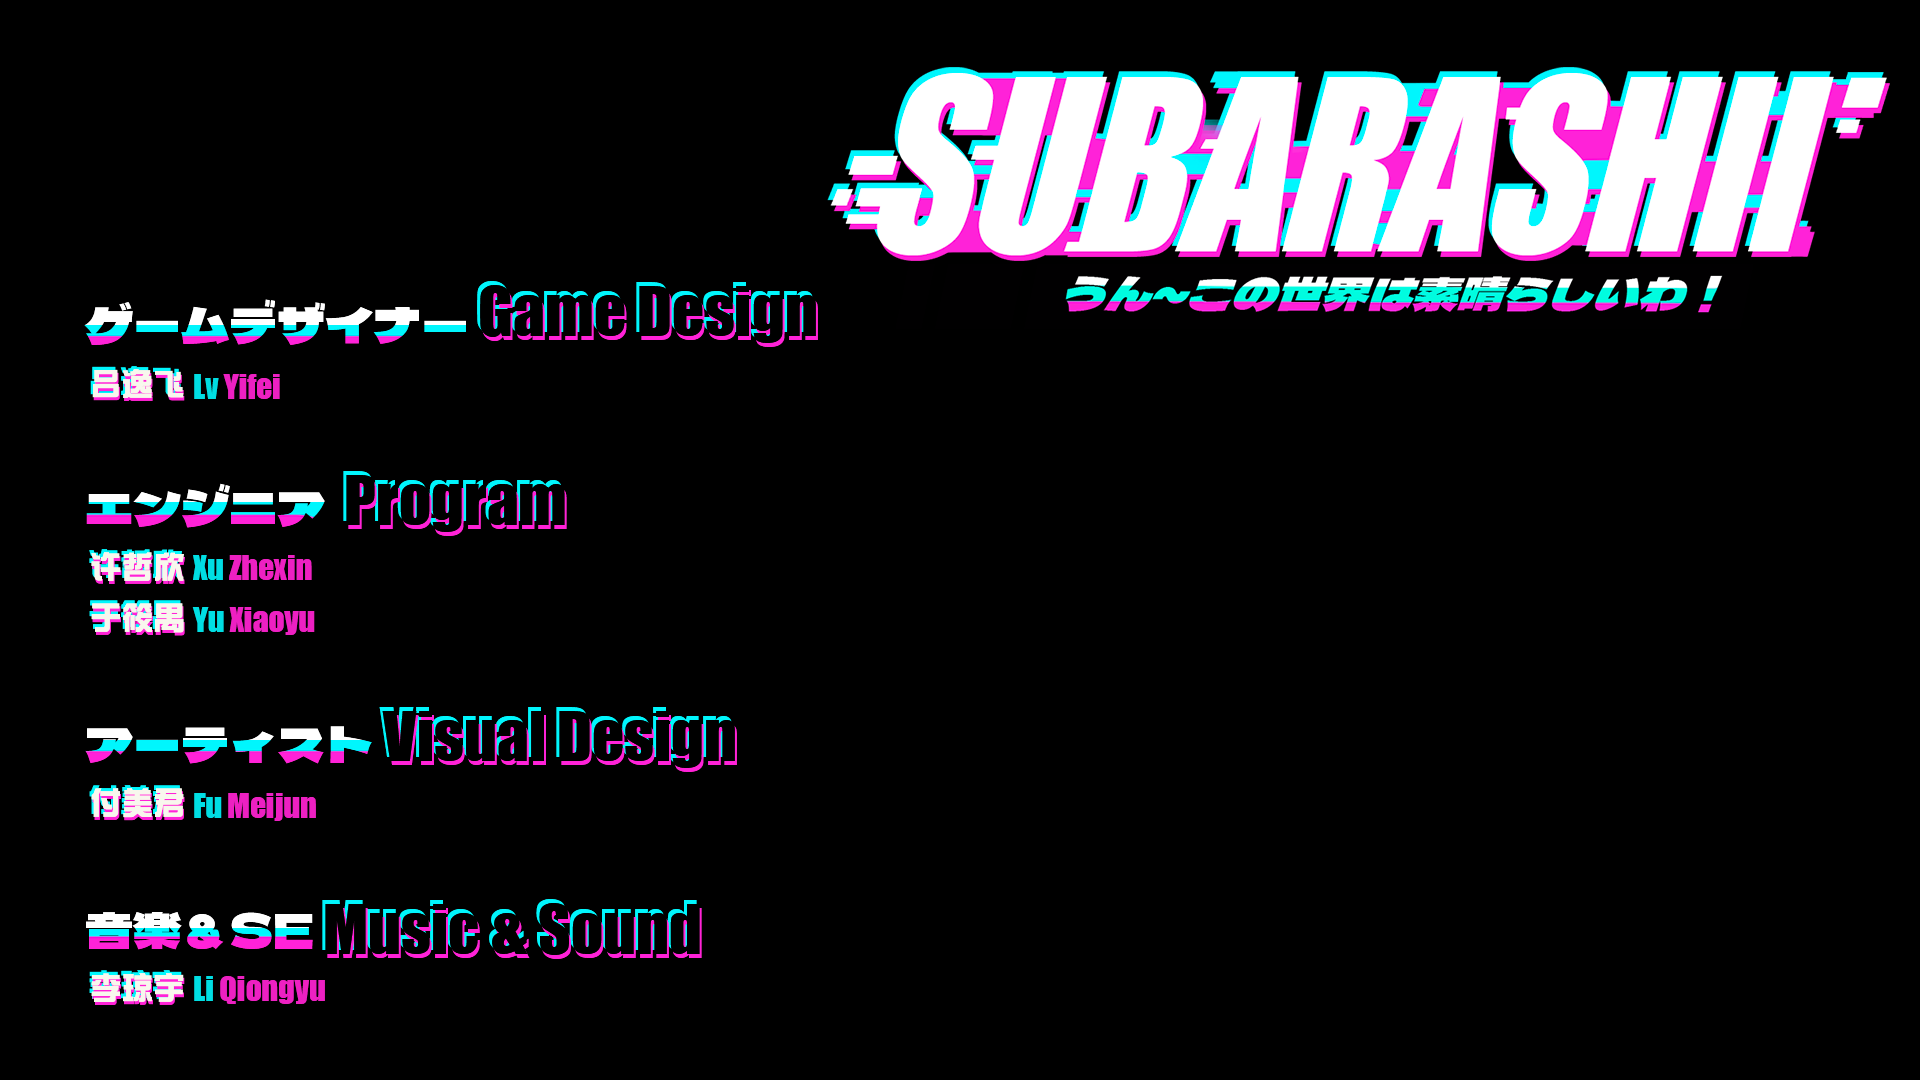 SUBARASHII
うん～この世界は素晴らしいわ！
ゲームデザイナー Game Design
吕逸飞 Lv Yifei
エンジニア Program
许哲欣 Xu Zhexin
于筱禺 Yu Xiaoyu
アーティスト Visual Design
付美君 Fu Meijun
音楽＆SE Music & Sound
李琼宇 Li Qiongyu